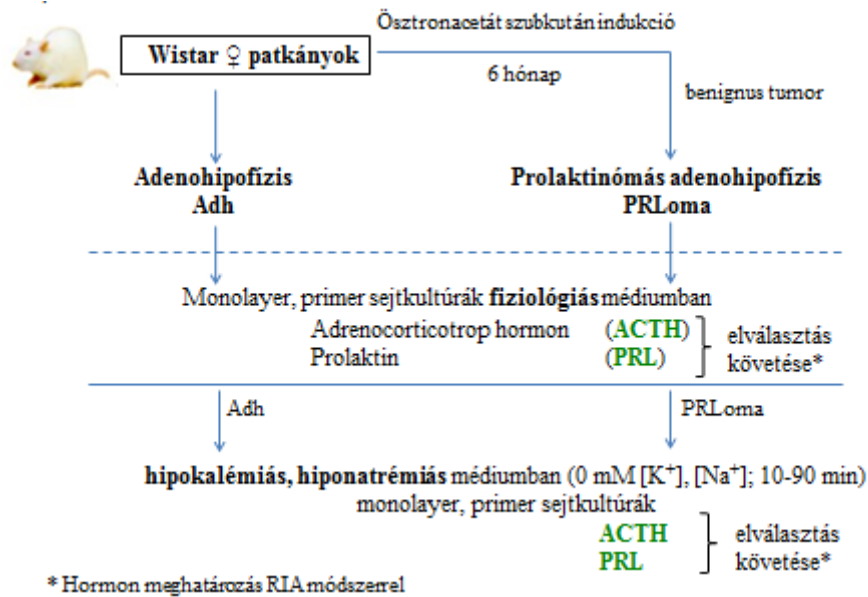 Ösztronacetát szubkután indukció
Wistar ♀ patkányok
6 hónap
benignus tumor
Adenohipofízis
Adh
Prolaktinómás adenohipofízis
PRLoma
Monolayer, primer sejtkultúrák fiziológiás médiumban
Adrenocorticotrop hormon (ACTH)
Prolaktin (PRL)
elválasztás
követése*
Adh
PRLoma
hipokalémiás, hiponatrémiás médiumban (0 mM [K⁺], [Na⁺]; 10-90 min)
monolayer, primer sejtkultúrák
ACTH
PRL
elválasztás
követése*
* Hormon meghatározás RIA módszerrel